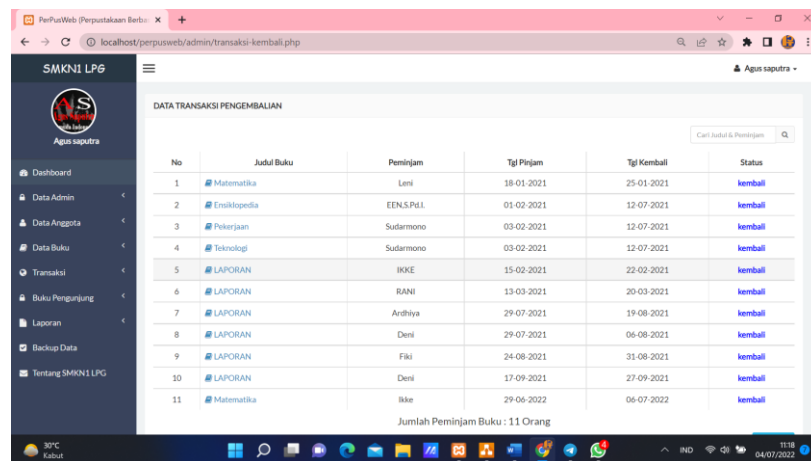 PerPusWeb (Perpustakaan Berba
localhost/perpusweb/admin/transaksi-kembali.php
SMKN1 LPG
Agus saputra
AS
Agus saputra
DATA TRANSAKSI PENGEMBALIAN
Cari Judul & Peminjam
No Judul Buku Peminjam Tgl Pinjam Tgl Kembali Status
1 Matematika Leni 18-01-2021 25-01-2021 kembali
2 Ensiklopedia EEN,S.Pd.I. 01-02-2021 12-07-2021 kembali
3 Pekerjaan Sudarmono 03-02-2021 12-07-2021 kembali
4 Teknologi Sudarmono 03-02-2021 12-07-2021 kembali
5 LAPORAN IKKE 15-02-2021 22-02-2021 kembali
6 LAPORAN RANI 13-03-2021 20-03-2021 kembali
7 LAPORAN Ardhiya 29-07-2021 19-08-2021 kembali
8 LAPORAN Deni 29-07-2021 06-08-2021 kembali
9 LAPORAN Fiki 24-08-2021 31-08-2021 kembali
10 LAPORAN Deni 17-09-2021 27-09-2021 kembali
11 Matematika Ikke 29-06-2022 06-07-2022 kembali
Jumlah Peminjam Buku : 11 Orang
Dashboard
Data Admin
Data Anggota
Data Buku
Transaksi
Buku Pengunjung
Laporan
Backup Data
Tentang SMKN1 LPG
30°C
Kabut
4
IND
11:18
04/07/2022